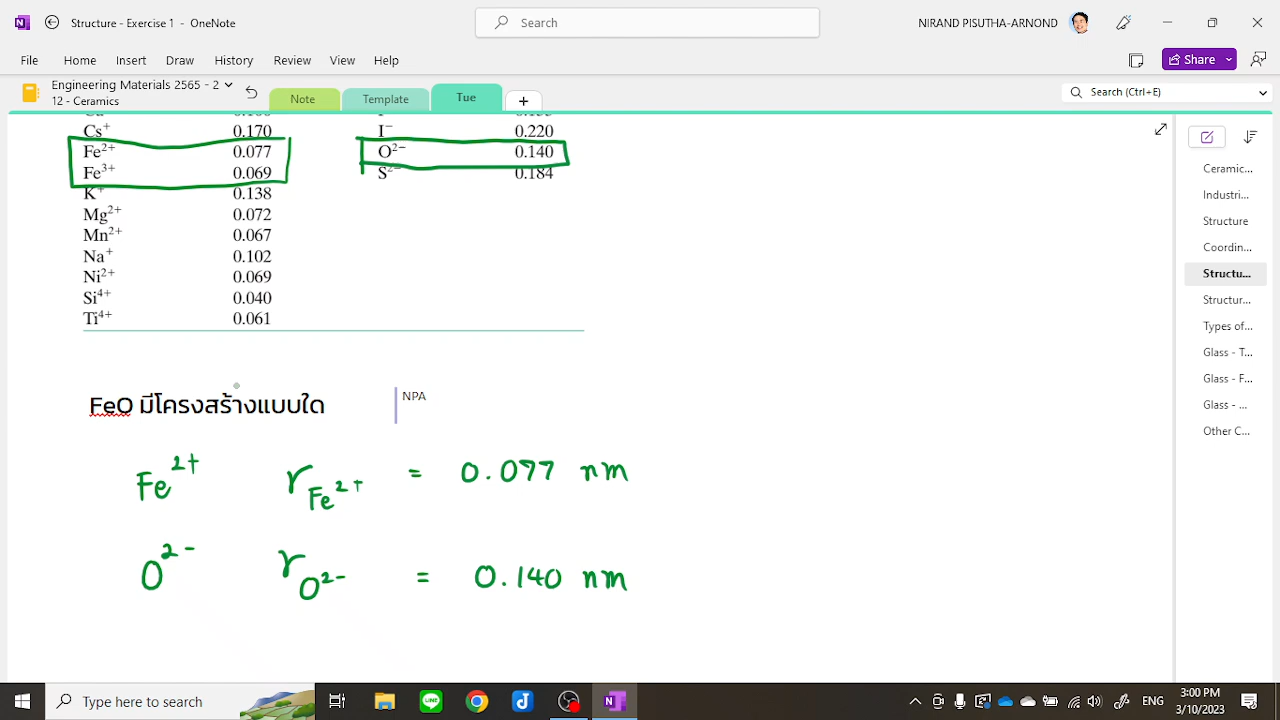 Structure - Exercise 1 - OneNote
Search
NIRAND PISUTHA-ARNOND
File Home Insert Draw History Review View Help
Share
Engineering Materials 2565 - 2
12 - Ceramics
Note Template Tue +
Search (Ctrl+E)
Cs+ 0.170 I− 0.220
Fe2+ 0.077 O2− 0.140
Fe3+ 0.069 S2− 0.184
K+ 0.138
Mg2+ 0.072
Mn2+ 0.067
Na+ 0.102
Ni2+ 0.069
Si4+ 0.040
Ti4+ 0.061
Ceramic...
Industri...
Structure
Coordin...
Structu...
Structur...
Types of...
Glass - T...
Glass - F...
Glass - ...
Other C...
FeO มีโครงสร้างแบบใด
NPA
Fe2+ rFe2+ = 0.077 nm
O2− rO2− = 0.140 nm
Type here to search
ENG
3:00 PM
3/10/2023